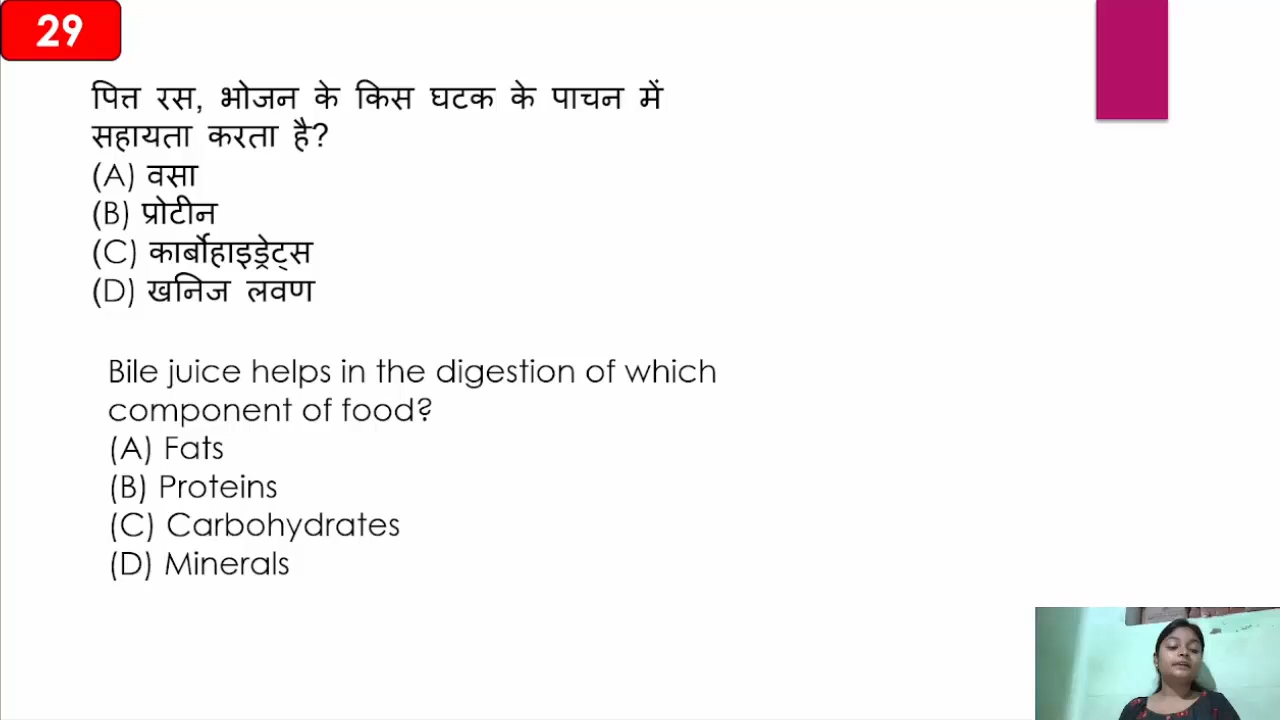 29
पित्त रस, भोजन के किस घटक के पाचन में
सहायता करता है?
(A) वसा
(B) प्रोटीन
(C) कार्बोहाइड्रेट्स
(D) खनिज लवण
Bile juice helps in the digestion of which
component of food?
(A) Fats
(B) Proteins
(C) Carbohydrates
(D) Minerals